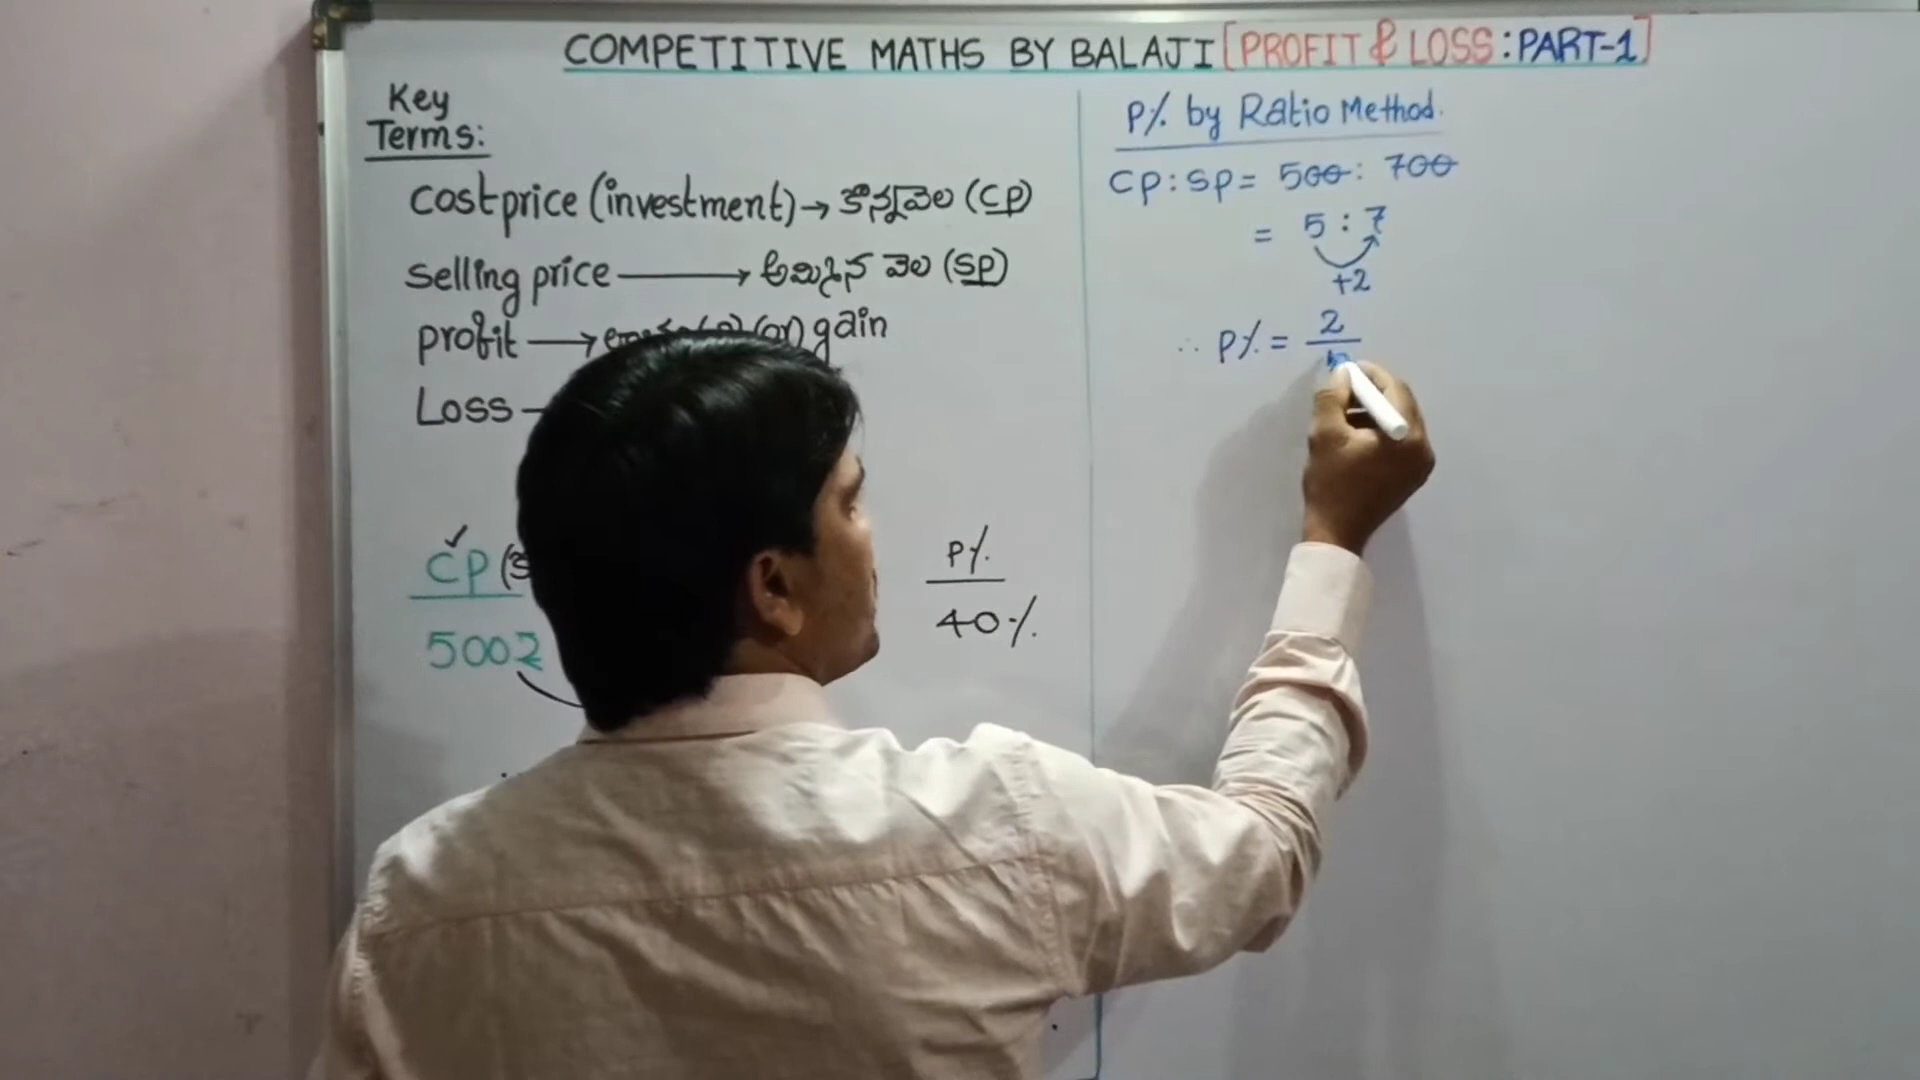 COMPETITIVE MATHS BY BALAJI [PROFIT & LOSS : PART-1]
Key
Terms:
Cost price (investment) → కొన్నవెల (CP)
Selling price → అమ్మిన వెల (SP)
profit → (or) gain
Loss
CP
500
P%
40%
P% by Ratio Method.
CP : SP = 500 : 700
= 5 : 7
+2
∴ P% = 2